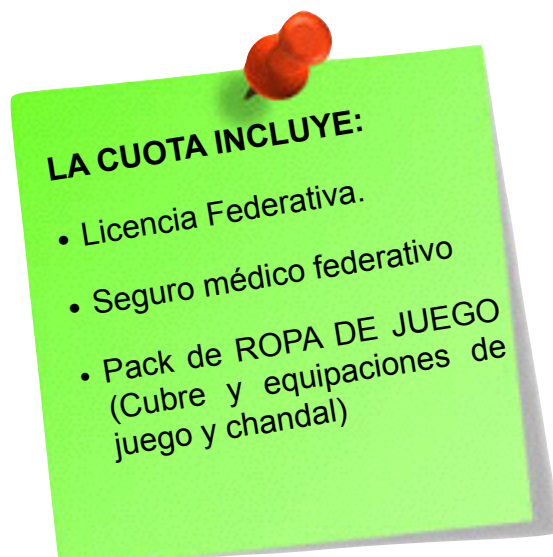 LA CUOTA INCLUYE:
• Licencia Federativa.
• Seguro médico federativo
• Pack de ROPA DE JUEGO
(Cubre y equipaciones de
juego y chandal)